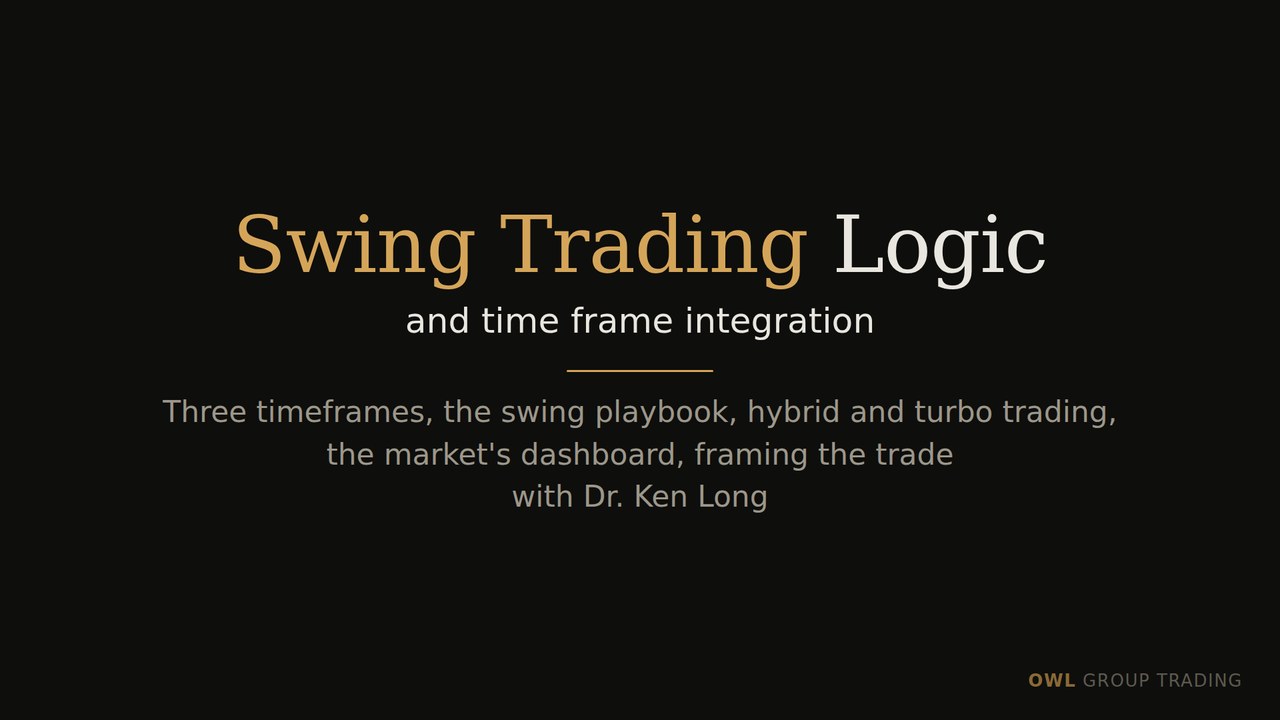 Swing Trading Logic
and time frame integration
Three timeframes, the swing playbook, hybrid and turbo trading,
the market's dashboard, framing the trade
with Dr. Ken Long
OWL GROUP TRADING